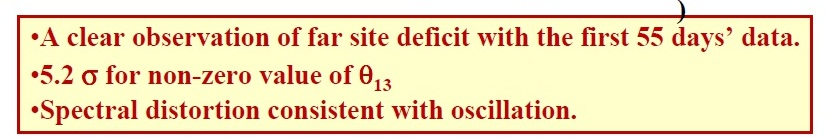 )
•A clear observation of far site deficit with the first 55 days’ data.
•5.2 σ for non-zero value of θ₁₃
•Spectral distortion consistent with oscillation.